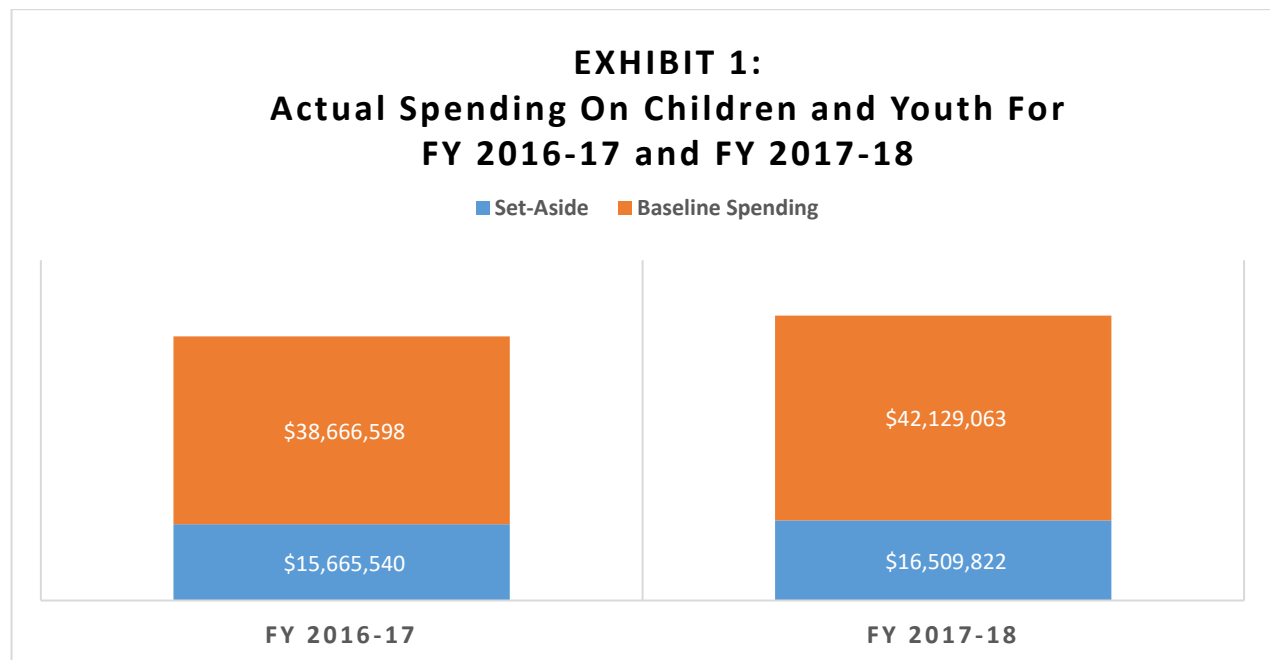 EXHIBIT 1:
Actual Spending On Children and Youth For
FY 2016-17 and FY 2017-18
Set-Aside Baseline Spending
$38,666,598
$42,129,063
$15,665,540
$16,509,822
FY 2016-17
FY 2017-18